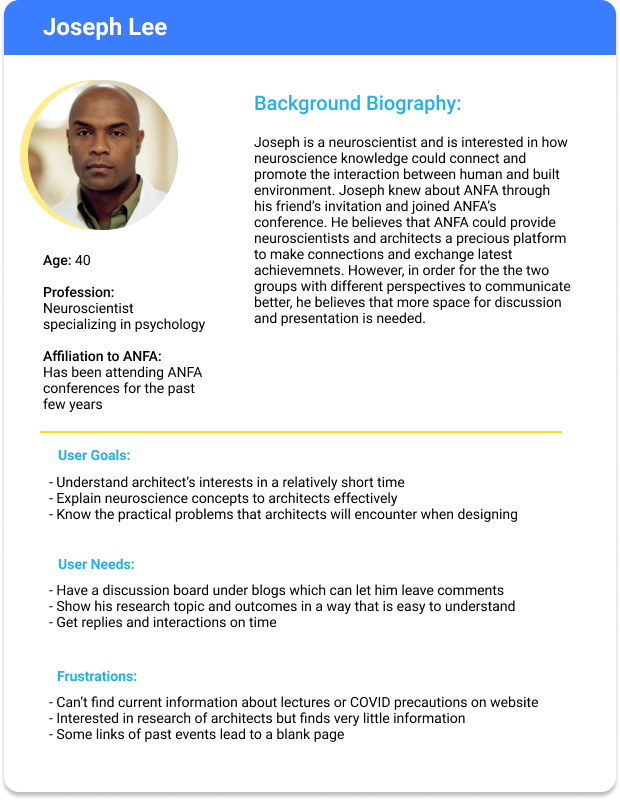 Joseph Lee
Background Biography:
Joseph is a neuroscientist and is interested in how
neuroscience knowledge could connect and
promote the interaction between human and built
environment. Joseph knew about ANFA through
his friend's invitation and joined ANFA's
conference. He believes that ANFA could provide
neuroscientists and architects a precious platform
to make connections and exchange latest
achievemnets. However, in order for the the two
groups with different perspectives to communicate
better, he believes that more space for discussion
and presentation is needed.
Age: 40
Profession:
Neuroscientist
specializing in psychology
Affiliation to ANFA:
Has been attending ANFA
conferences for the past
few years
User Goals:
- Understand architect's interests in a relatively short time
- Explain neuroscience concepts to architects effectively
- Know the practical problems that architects will encounter when designing
User Needs:
- Have a discussion board under blogs which can let him leave comments
- Show his research topic and outcomes in a way that is easy to understand
- Get replies and interactions on time
Frustrations:
- Can't find current information about lectures or COVID precautions on website
- Interested in research of architects but finds very little information
- Some links of past events lead to a blank page